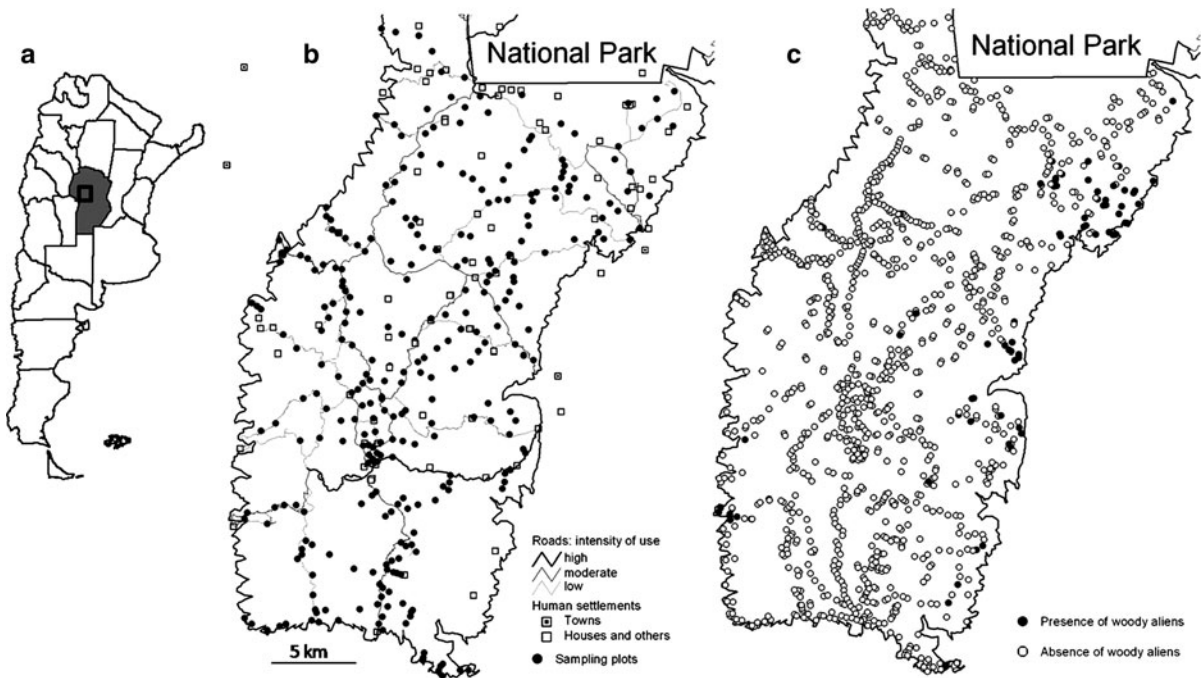 a
b
National Park
Roads: intensity of use
high
moderate
low
Human settlements
Towns
Houses and others
Sampling plots
5 km
c
National Park
Presence of woody aliens
Absence of woody aliens